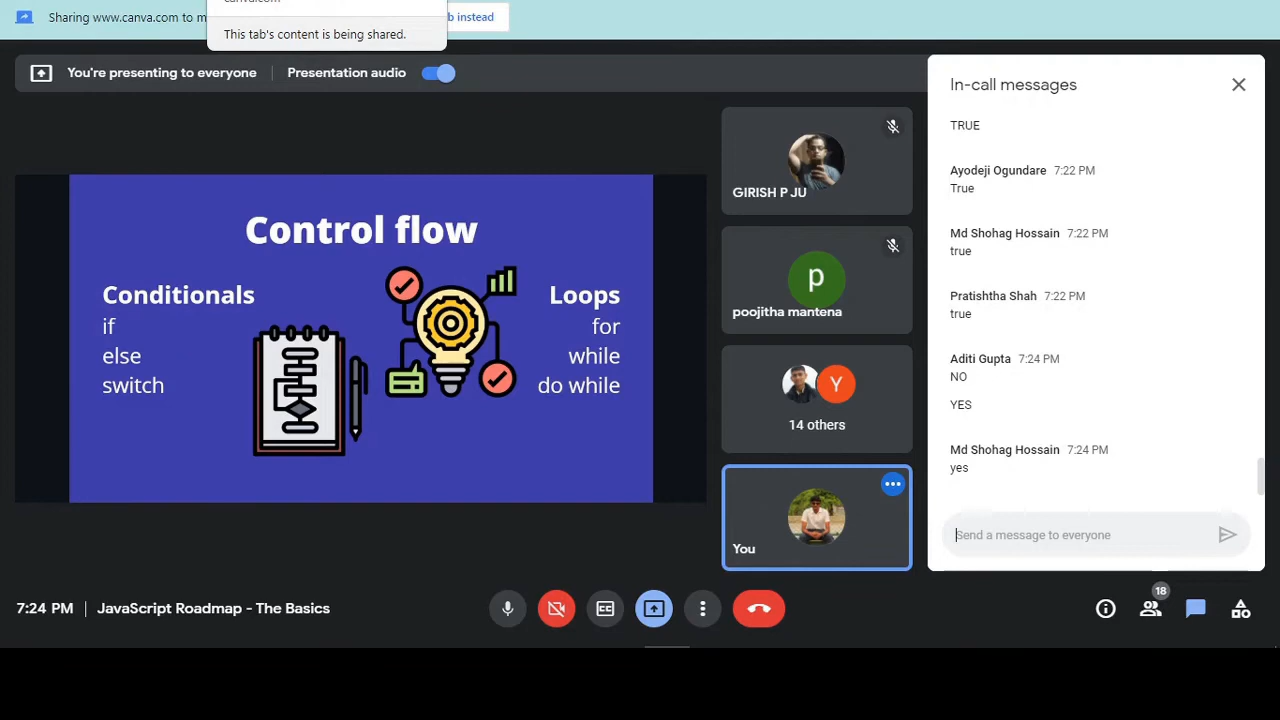 Sharing www.canva.com to m
canva.com
This tab's content is being shared.
b instead
You're presenting to everyone
Presentation audio
Control flow
Conditionals
if
else
switch
Loops
for
while
do while
GIRISH P JU
p
poojitha mantena
Y
14 others
You
In-call messages
TRUE
Ayodeji Ogundare 7:22 PM
True
Md Shohag Hossain 7:22 PM
true
Pratishtha Shah 7:22 PM
true
Aditi Gupta 7:24 PM
NO
YES
Md Shohag Hossain 7:24 PM
yes
Send a message to everyone
7:24 PM
JavaScript Roadmap - The Basics
CC
18